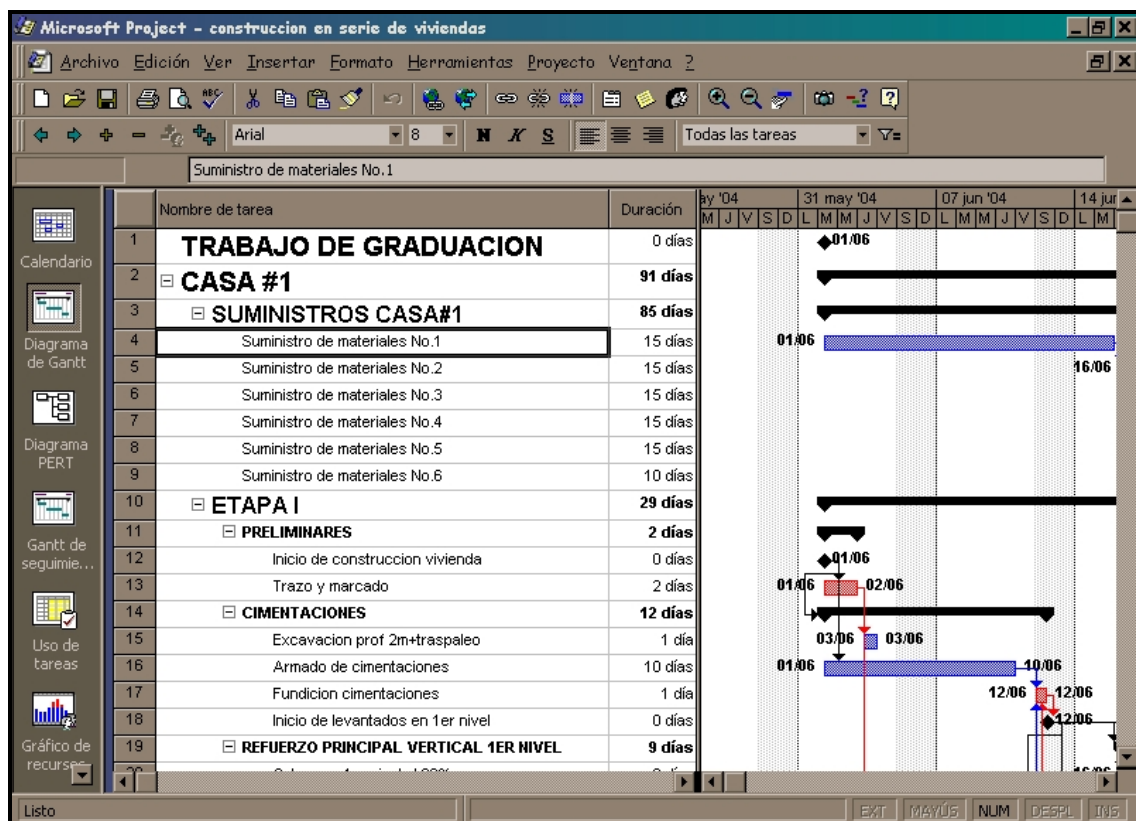 Microsoft Project - construccion en serie de viviendas
Archivo Edición Ver Insertar Formato Herramientas Proyecto Ventana ?
Arial 8 N K S Todas las tareas
Suministro de materiales No.1
Calendario
Diagrama de Gantt
Diagrama PERT
Gantt de seguimie...
Uso de tareas
Gráfico de recursos
Nombre de tarea Duración ay '04 31 may '04 07 jun '04 14 jun
M J V S D L M M J V S D L M M J V S D L M
1 TRABAJO DE GRADUACION 0 días 01/06
2 CASA #1 91 días
3 SUMINISTROS CASA#1 85 días
4 Suministro de materiales No.1 15 días 01/06
5 Suministro de materiales No.2 15 días 16/06
6 Suministro de materiales No.3 15 días
7 Suministro de materiales No.4 15 días
8 Suministro de materiales No.5 15 días
9 Suministro de materiales No.6 10 días
10 ETAPA I 29 días
11 PRELIMINARES 2 días
12 Inicio de construccion vivienda 0 días 01/06
13 Trazo y marcado 2 días 01/06 02/06
14 CIMENTACIONES 12 días
15 Excavacion prof 2m+traspaleo 1 día 03/06 03/06
16 Armado de cimentaciones 10 días 01/06 10/06
17 Fundicion cimentaciones 1 día 12/06 12/06
18 Inicio de levantados en 1er nivel 0 días 12/06
19 REFUERZO PRINCIPAL VERTICAL 1ER NIVEL 9 días
Listo EXT MAYÚS NUM DESPL INS